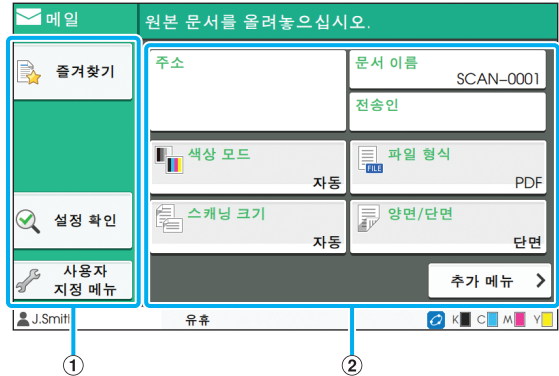 메일
원본 문서를 올려놓으십시오.
즐겨찾기
설정 확인
사용자
지정 메뉴
주소
문서 이름
SCAN-0001
전송인
색상 모드
자동
파일 형식
FILE
PDF
스캐닝 크기
자동
양면/단면
단면
추가 메뉴
J.Smith
유휴
K C M Y
① ②